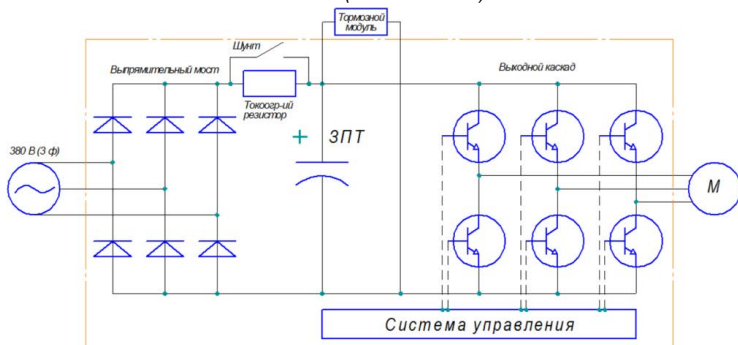 Тормозной
модуль
Шунт
Выпрямительный мост
Выходной каскад
Токоогр-ий
резистор
380 В (3 ф)
+
ЗПТ
М
Система управления